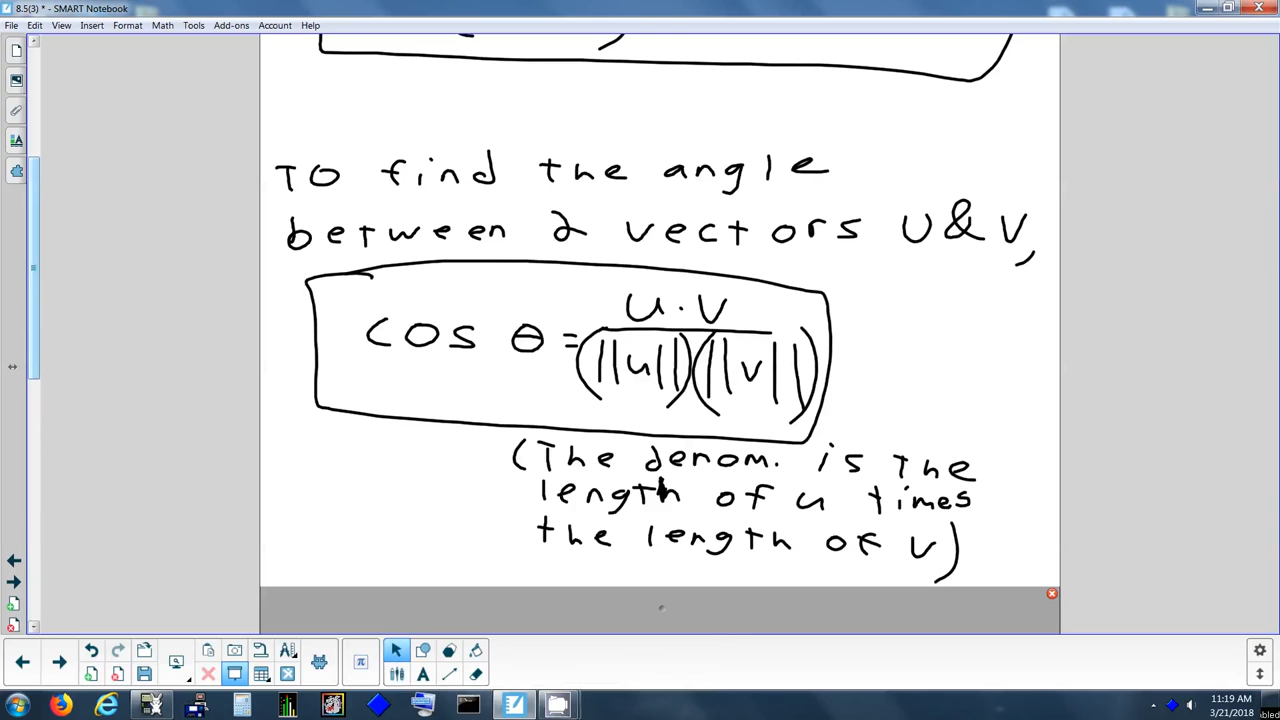 8.5(3) * - SMART Notebook
File Edit View Insert Format Math Tools Add-ons Account Help
To find the angle
between 2 vectors U & V,
cos θ = u · v / (||u||)(||v||)
(The denom. is the
length of u times
the length of v)
11:19 AM
3/21/2018